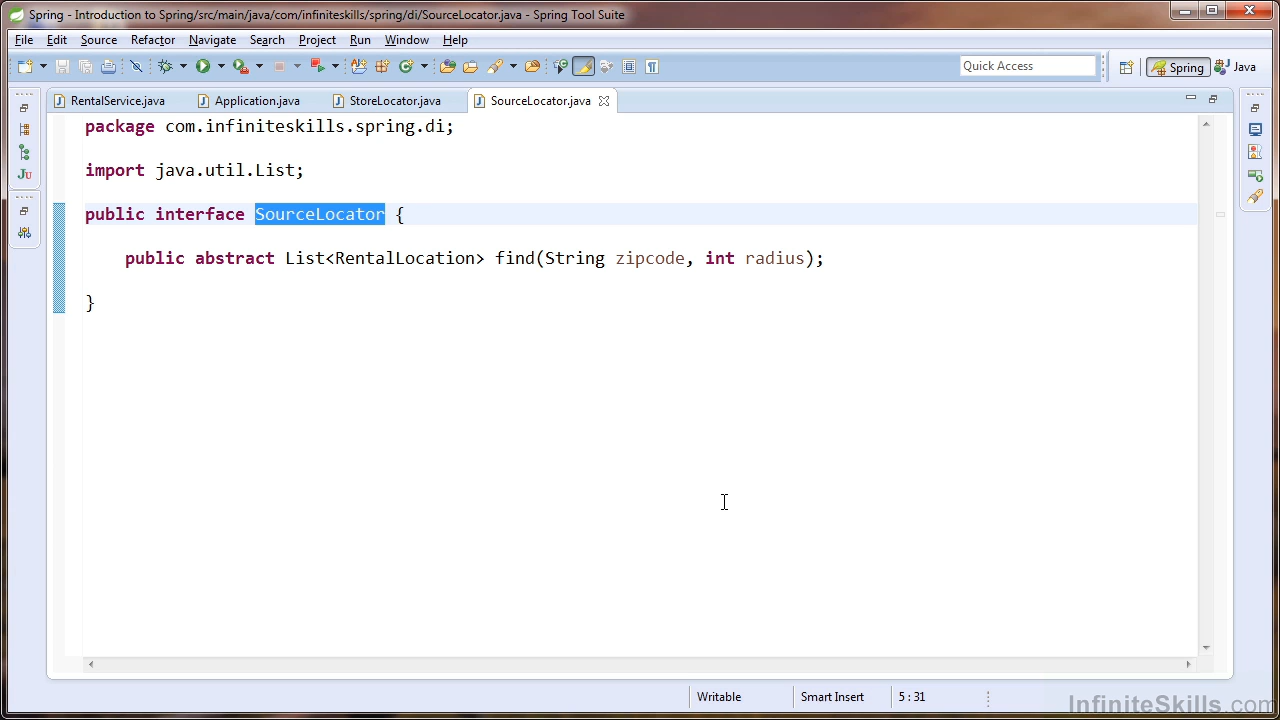 Spring - Introduction to Spring/src/main/java/com/infiniteskills/spring/di/SourceLocator.java - Spring Tool Suite
File Edit Source Refactor Navigate Search Project Run Window Help
Quick Access
Spring
Java
RentalService.java Application.java StoreLocator.java SourceLocator.java
package com.infiniteskills.spring.di;
import java.util.List;
public interface SourceLocator {
public abstract List<RentalLocation> find(String zipcode, int radius);
}
Writable Smart Insert 5 : 31
InfiniteSkills.com